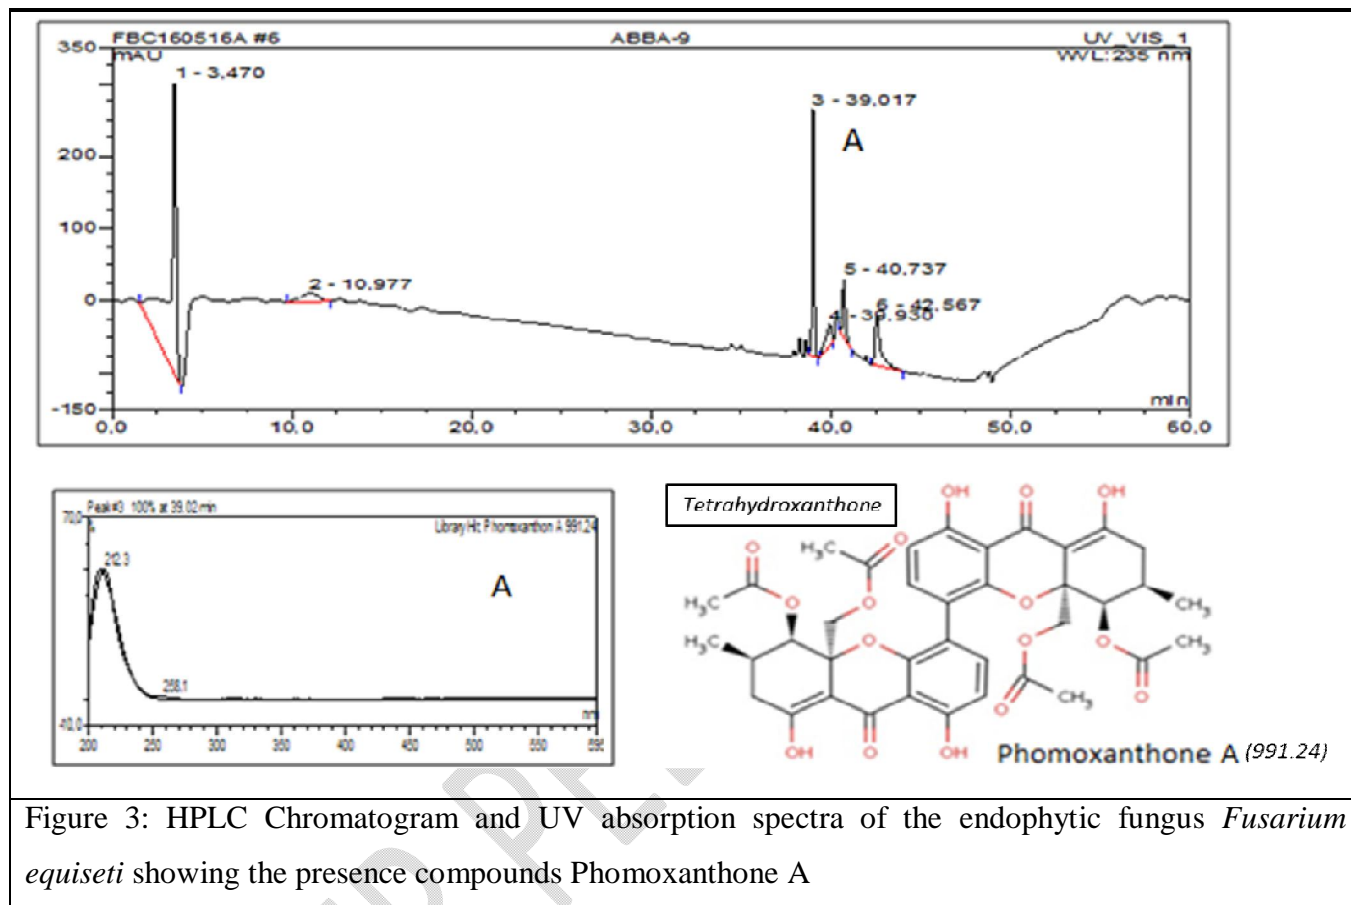 FBC160516A #6 ABBA-9 UV_VIS_1
mAU WVL:235 nm
350
1 - 3,470
3 - 39,017
A
200
100
5 - 40,737
2 - 10,977
6 - 42,567
0
4 - 39,930
-150
min
0,0 10,0 20,0 30,0 40,0 50,0 60,0
Peak#3 100% at 39.02 min
70,0
%
Library Hit: Phomoxanthon A 991.24
212.3
A
258.1
nm
200 250 300 350 400 450 500 550 595
Tetrahydroxanthone
OH O OH
H₃C O O
O
H₃C O O O CH₃
H₃C O O O CH₃
O O
O CH₃
OH O OH
Phomoxanthone A (991.24)
Figure 3: HPLC Chromatogram and UV absorption spectra of the endophytic fungus Fusarium
equiseti showing the presence compounds Phomoxanthone A